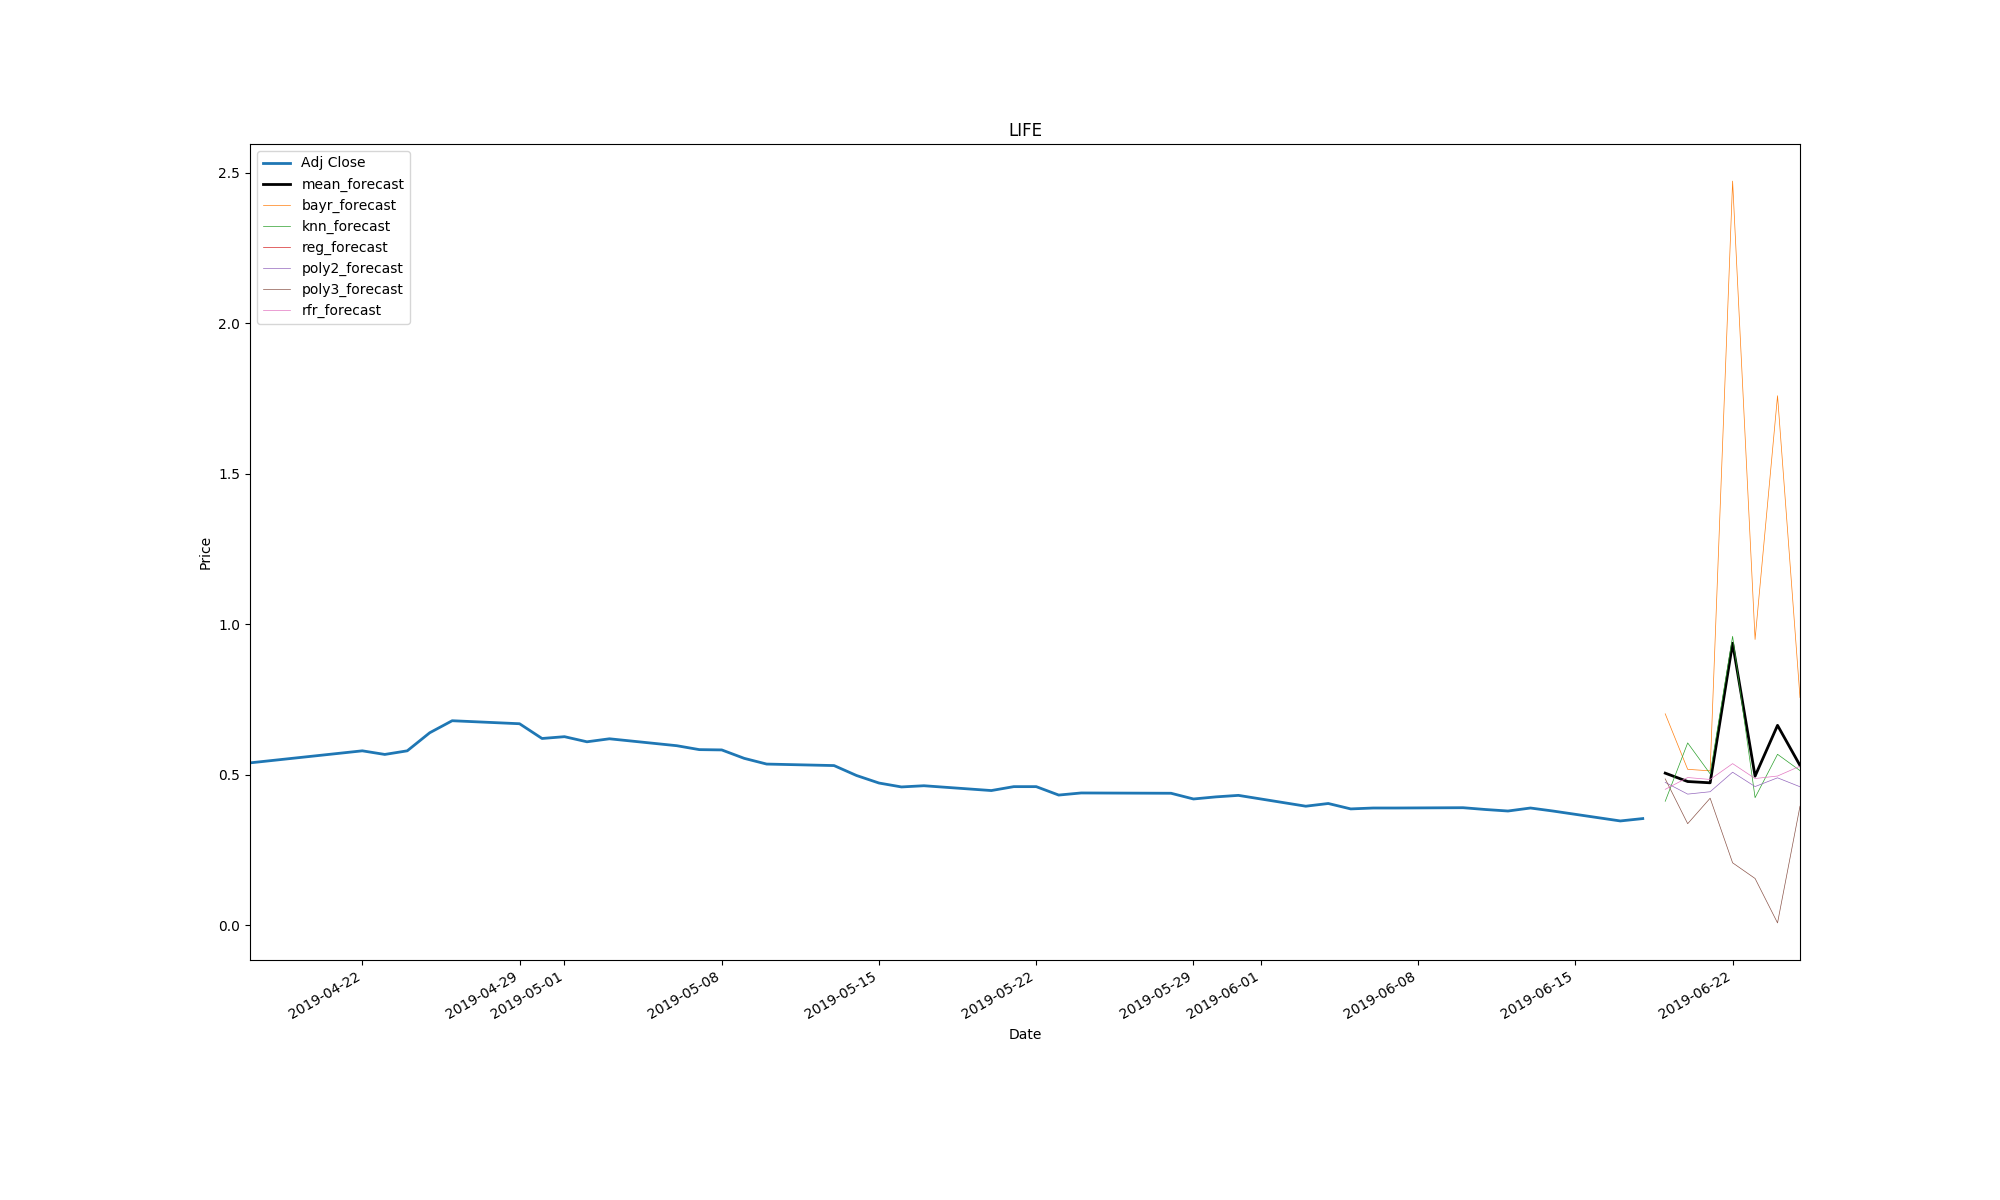 LIFE
Adj Close
mean_forecast
bayr_forecast
knn_forecast
reg_forecast
poly2_forecast
poly3_forecast
rfr_forecast
2.5
2.0
1.5
1.0
0.5
0.0
Price
2019-04-22
2019-04-29
2019-05-01
2019-05-08
2019-05-15
2019-05-22
2019-05-29
2019-06-01
2019-06-08
2019-06-15
2019-06-22
Date